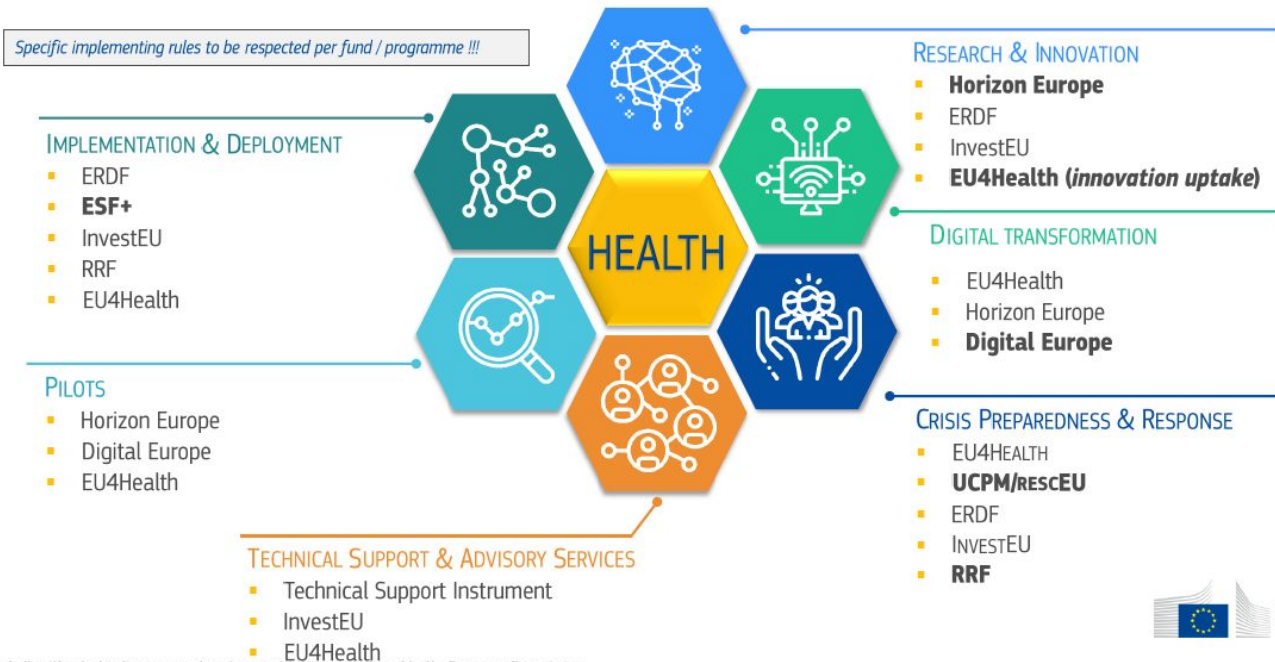 Specific implementing rules to be respected per fund / programme !!!
IMPLEMENTATION & DEPLOYMENT
▪ ERDF
▪ ESF+
▪ InvestEU
▪ RRF
▪ EU4Health
PILOTS
▪ Horizon Europe
▪ Digital Europe
▪ EU4Health
TECHNICAL SUPPORT & ADVISORY SERVICES
▪ Technical Support Instrument
▪ InvestEU
▪ EU4Health
HEALTH
RESEARCH & INNOVATION
▪ Horizon Europe
▪ ERDF
▪ InvestEU
▪ EU4Health (innovation uptake)
DIGITAL TRANSFORMATION
▪ EU4Health
▪ Horizon Europe
▪ Digital Europe
CRISIS PREPAREDNESS & RESPONSE
▪ EU4HEALTH
▪ UCPM/RESCEU
▪ ERDF
▪ INVESTEU
▪ RRF